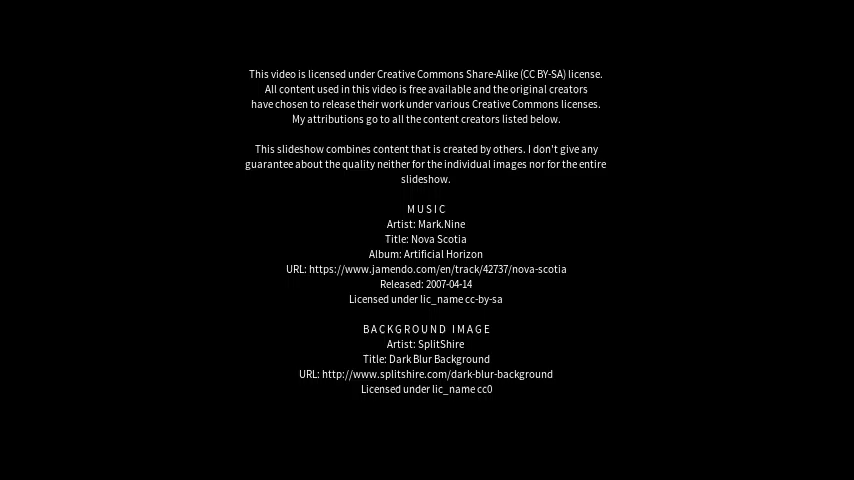 This video is licensed under Creative Commons Share-Alike (CC BY-SA) license.
All content used in this video is free available and the original creators
have chosen to release their work under various Creative Commons licenses.
My attributions go to all the content creators listed below.
This slideshow combines content that is created by others. I don't give any
guarantee about the quality neither for the individual images nor for the entire
slideshow.
MUSIC
Artist: Mark.Nine
Title: Nova Scotia
Album: Artificial Horizon
URL: https://www.jamendo.com/en/track/42737/nova-scotia
Released: 2007-04-14
Licensed under lic_name cc-by-sa
BACKGROUND IMAGE
Artist: SplitShire
Title: Dark Blur Background
URL: http://www.splitshire.com/dark-blur-background
Licensed under lic_name cc0